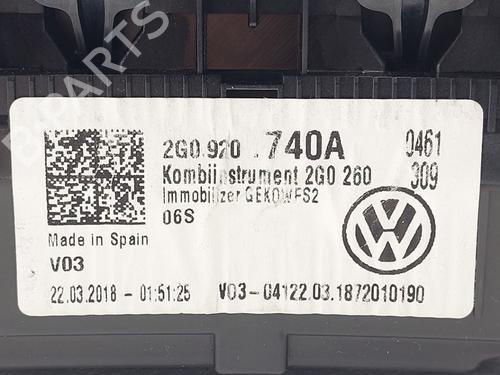 B-PARTS
2G0.920 .740A 0461
Kombiinstrument 2G0 260 309
Immobilizer GEKOWFS2
06S
Made in Spain
V03
22.03.2018 - 01:51:25 V03-04122.03.1872010190